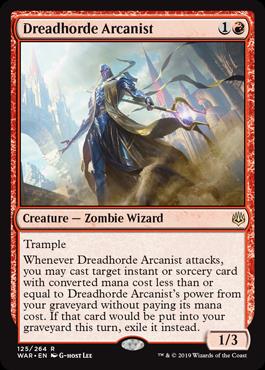 Dreadhorde Arcanist 1
Creature — Zombie Wizard
Trample
Whenever Dreadhorde Arcanist attacks,
you may cast target instant or sorcery card
with converted mana cost less than or
equal to Dreadhorde Arcanist's power from
your graveyard without paying its mana
cost. If that card would be put into your
graveyard this turn, exile it instead.
1/3
125/264 R
WAR • EN G-HOST LEE
™ & © 2019 Wizards of the Coast